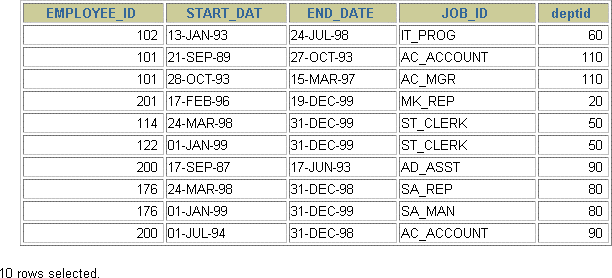 EMPLOYEE_ID START_DAT END_DATE JOB_ID deptid
102 13-JAN-93 24-JUL-98 IT_PROG 60
101 21-SEP-89 27-OCT-93 AC_ACCOUNT 110
101 28-OCT-93 15-MAR-97 AC_MGR 110
201 17-FEB-96 19-DEC-99 MK_REP 20
114 24-MAR-98 31-DEC-99 ST_CLERK 50
122 01-JAN-99 31-DEC-99 ST_CLERK 50
200 17-SEP-87 17-JUN-93 AD_ASST 90
176 24-MAR-98 31-DEC-98 SA_REP 80
176 01-JAN-99 31-DEC-99 SA_MAN 80
200 01-JUL-94 31-DEC-98 AC_ACCOUNT 90
10 rows selected.